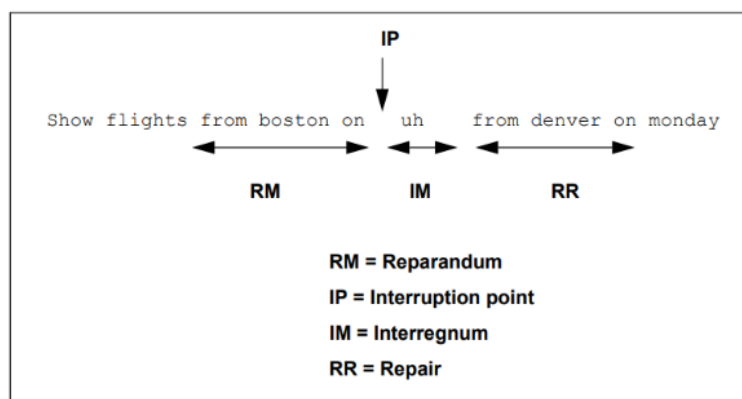 IP
Show flights from boston on uh from denver on monday
RM IM RR
RM = Reparandum
IP = Interruption point
IM = Interregnum
RR = Repair